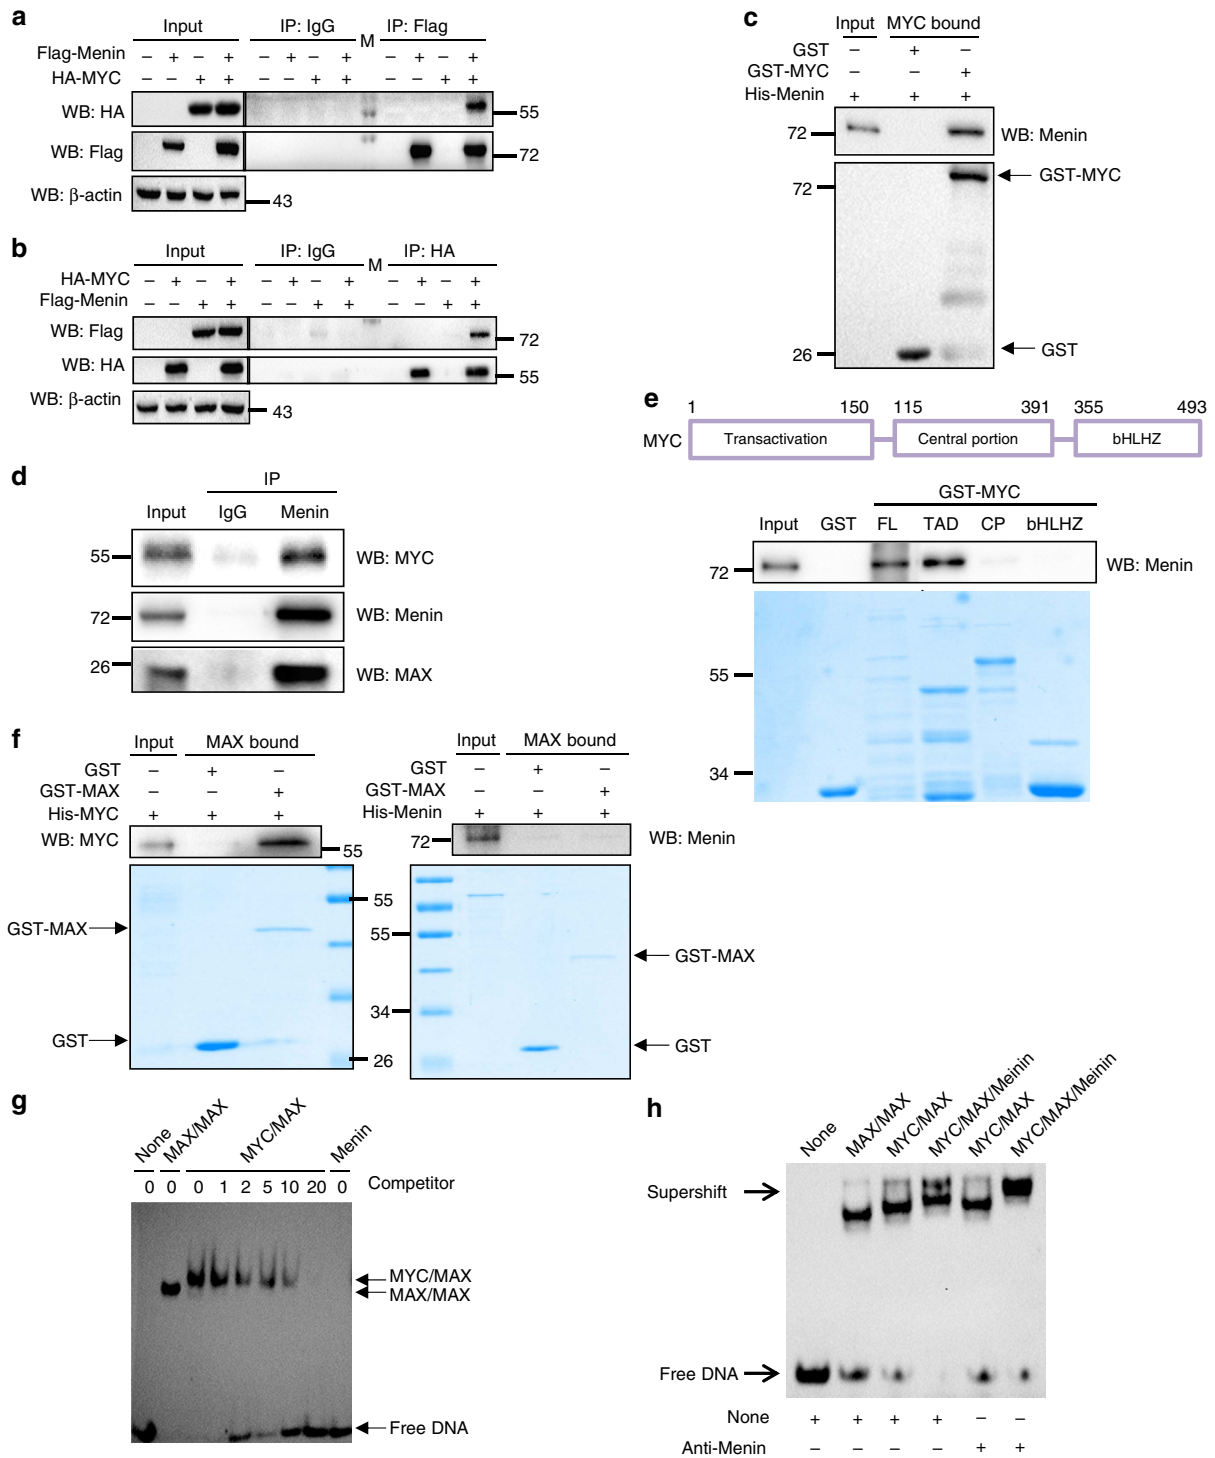 a
Input IP: IgG M IP: Flag
Flag-Menin – + – + – + – + – + – +
HA-MYC – – + + – – + + – – + +
WB: HA 55
WB: Flag 72
WB: β-actin 43
b
Input IP: IgG M IP: HA
HA-MYC – + – + – + – + – + – +
Flag-Menin – – + + – – + + – – + +
WB: Flag 72
WB: HA 55
WB: β-actin 43
c
Input MYC bound
GST – + –
GST-MYC – – +
His-Menin + + +
72 WB: Menin
72 GST-MYC
26 GST
d
IP
Input IgG Menin
55 WB: MYC
72 WB: Menin
26 WB: MAX
e
1 150 115 391 355 493
MYC Transactivation Central portion bHLHZ
GST-MYC
Input GST FL TAD CP bHLHZ
72 WB: Menin
55
34
f
Input MAX bound
GST – + –
GST-MAX – – +
His-MYC + + +
WB: MYC 55
GST-MAX 55
GST 26
Input MAX bound
GST – + –
GST-MAX – – +
His-Menin + + +
72 WB: Menin
55
GST-MAX
34
GST
g
None MAX/MAX MYC/MAX Menin
0 0 0 1 2 5 10 20 0 Competitor
MYC/MAX
MAX/MAX
Free DNA
h
None MAX/MAX MYC/MAX MYC/MAX/Meinin MYC/MAX MYC/MAX/Meinin
Supershift
Free DNA
None + + + + – –
Anti-Menin – – – – + +